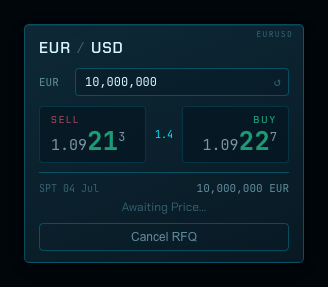 EURUSD
EUR / USD
EUR 10,000,000 ↺
SELL BUY
1.09213 1.4 1.09227
SPT 04 Jul 10,000,000 EUR
Awaiting Price…
Cancel RFQ